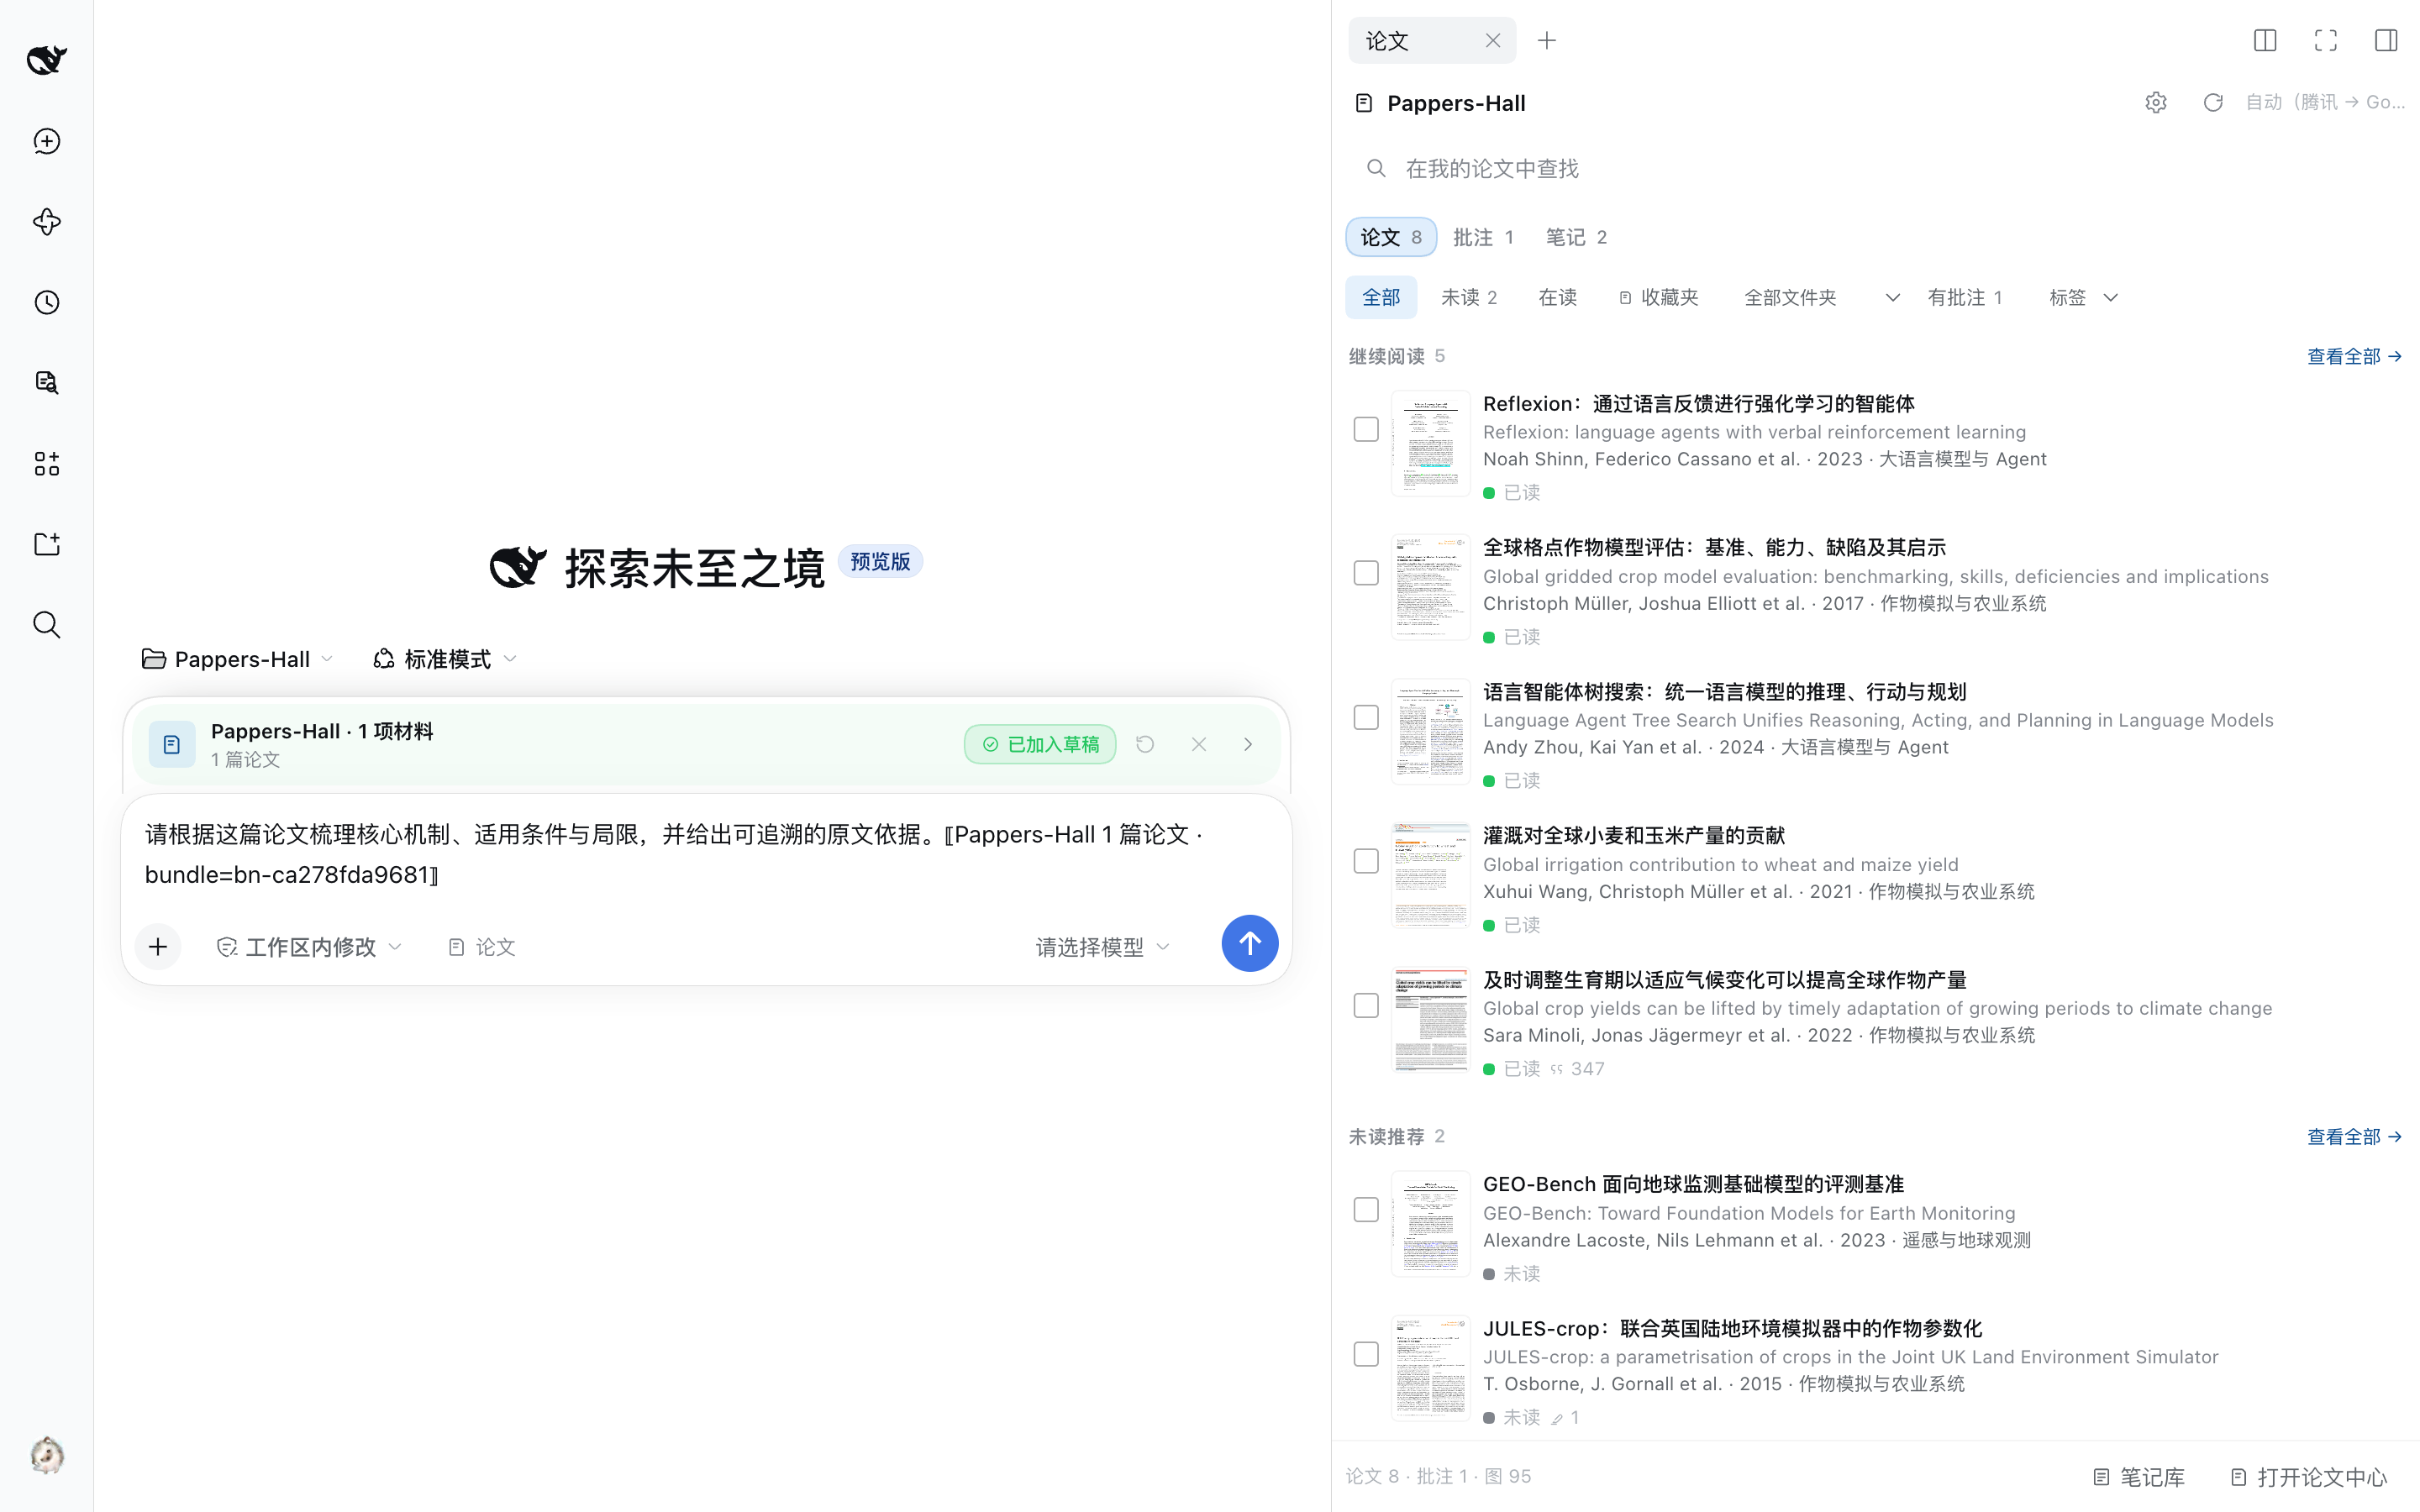 探索未至之境
预览版
Pappers-Hall
标准模式
Pappers-Hall · 1 项材料
1 篇论文
已加入草稿
请根据这篇论文梳理核心机制、适用条件与局限，并给出可追溯的原文依据。⟦Pappers-Hall 1 篇论文 ·
bundle=bn-ca278fda9681⟧
工作区内修改
论文
请选择模型
论文
Pappers-Hall
自动（腾讯 → Go...
在我的论文中查找
论文 8
批注 1
笔记 2
全部
未读 2
在读
收藏夹
全部文件夹
有批注 1
标签
继续阅读 5
查看全部 →
Reflexion：通过语言反馈进行强化学习的智能体
Reflexion: language agents with verbal reinforcement learning
Noah Shinn, Federico Cassano et al. · 2023 · 大语言模型与 Agent
已读
全球格点作物模型评估：基准、能力、缺陷及其启示
Global gridded crop model evaluation: benchmarking, skills, deficiencies and implications
Christoph Müller, Joshua Elliott et al. · 2017 · 作物模拟与农业系统
已读
语言智能体树搜索：统一语言模型的推理、行动与规划
Language Agent Tree Search Unifies Reasoning, Acting, and Planning in Language Models
Andy Zhou, Kai Yan et al. · 2024 · 大语言模型与 Agent
已读
灌溉对全球小麦和玉米产量的贡献
Global irrigation contribution to wheat and maize yield
Xuhui Wang, Christoph Müller et al. · 2021 · 作物模拟与农业系统
已读
及时调整生育期以适应气候变化可以提高全球作物产量
Global crop yields can be lifted by timely adaptation of growing periods to climate change
Sara Minoli, Jonas Jägermeyr et al. · 2022 · 作物模拟与农业系统
已读 347
未读推荐 2
查看全部 →
GEO-Bench 面向地球监测基础模型的评测基准
GEO-Bench: Toward Foundation Models for Earth Monitoring
Alexandre Lacoste, Nils Lehmann et al. · 2023 · 遥感与地球观测
未读
JULES-crop：联合英国陆地环境模拟器中的作物参数化
JULES-crop: a parametrisation of crops in the Joint UK Land Environment Simulator
T. Osborne, J. Gornall et al. · 2015 · 作物模拟与农业系统
未读 1
论文 8 · 批注 1 · 图 95
笔记库
打开论文中心